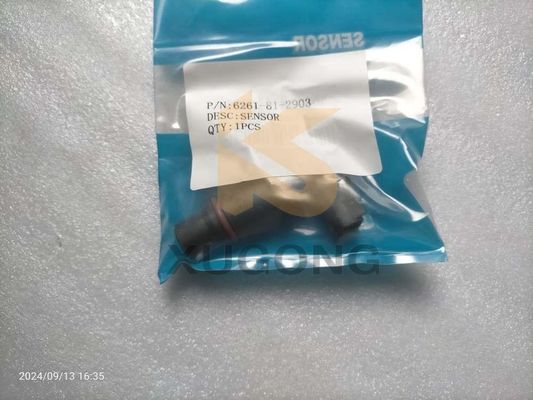 SENSOR
P/N:6261-81-2903
DESC:SENSOR
QTY:1PCS
XUGONG
2024/09/13 16:35